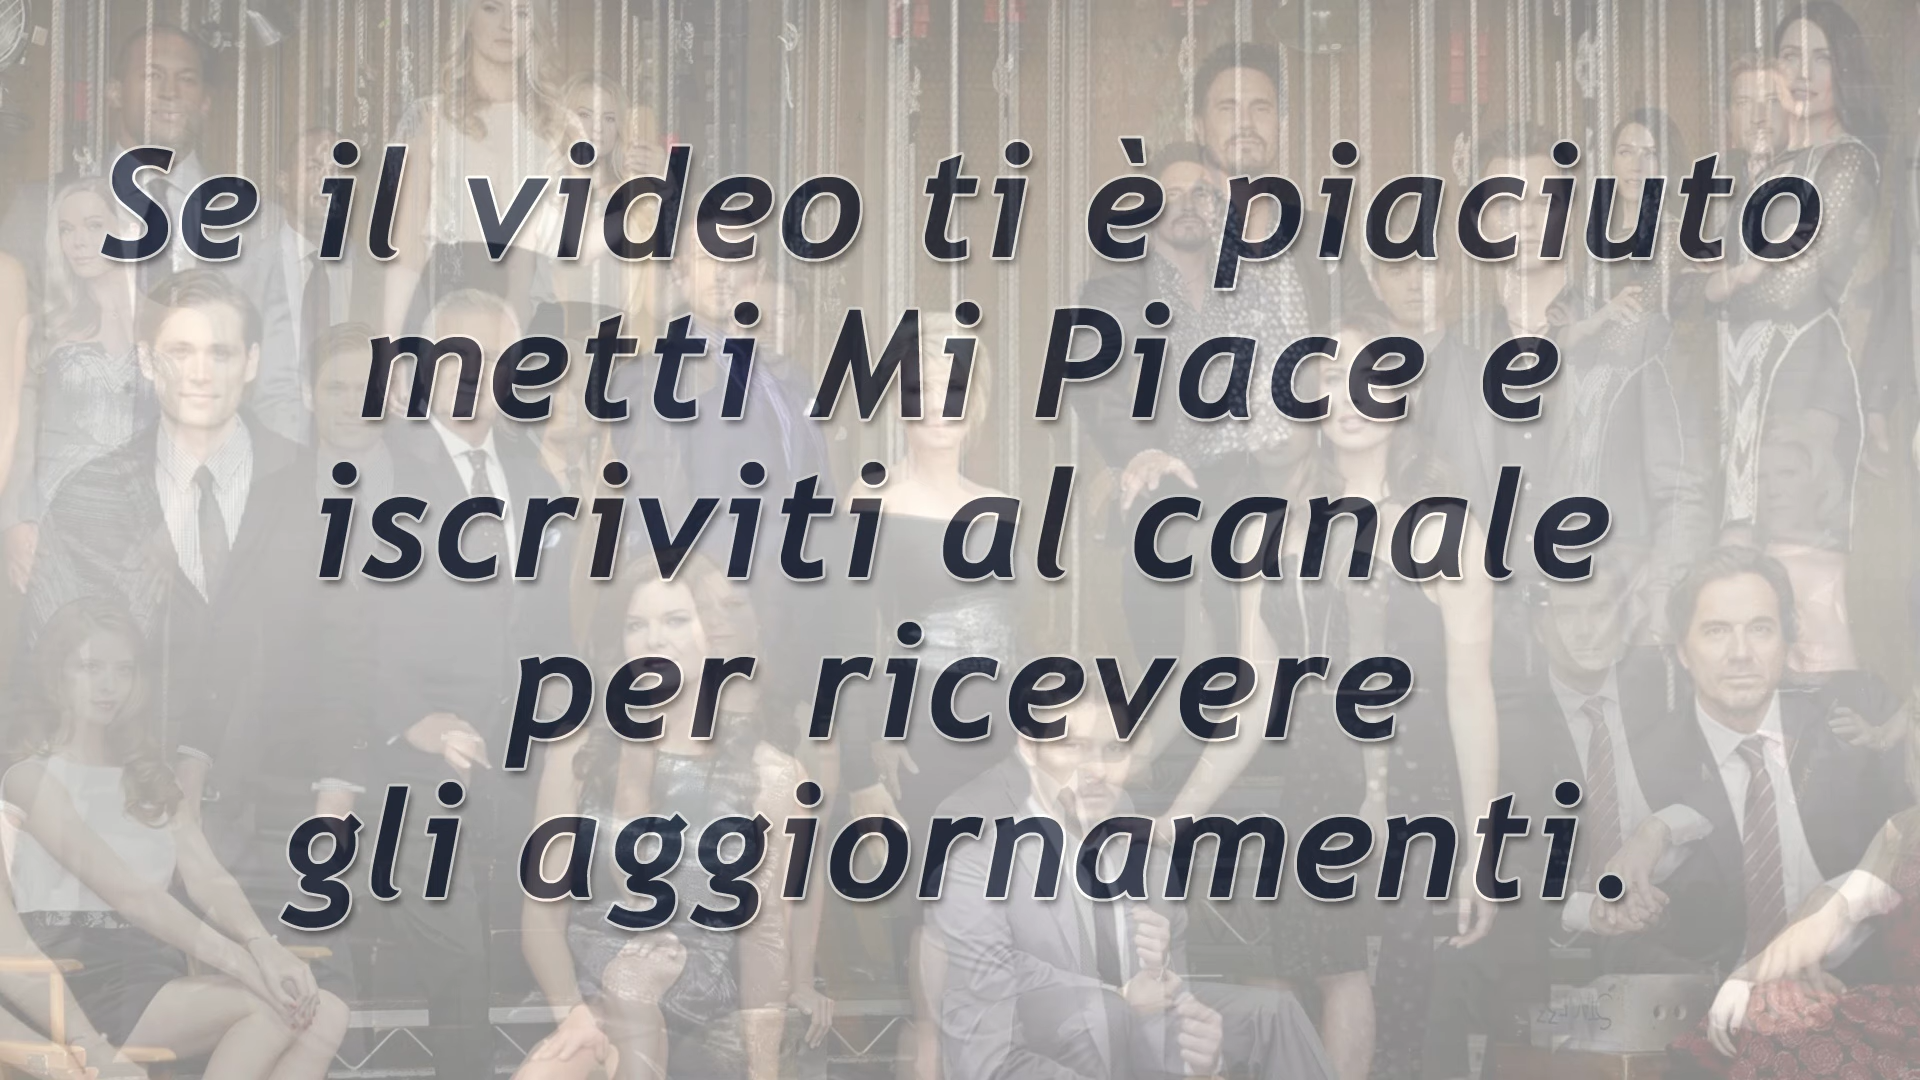 Se il video ti è piaciuto
metti Mi Piace e
iscriviti al canale
per ricevere
gli aggiornamenti.